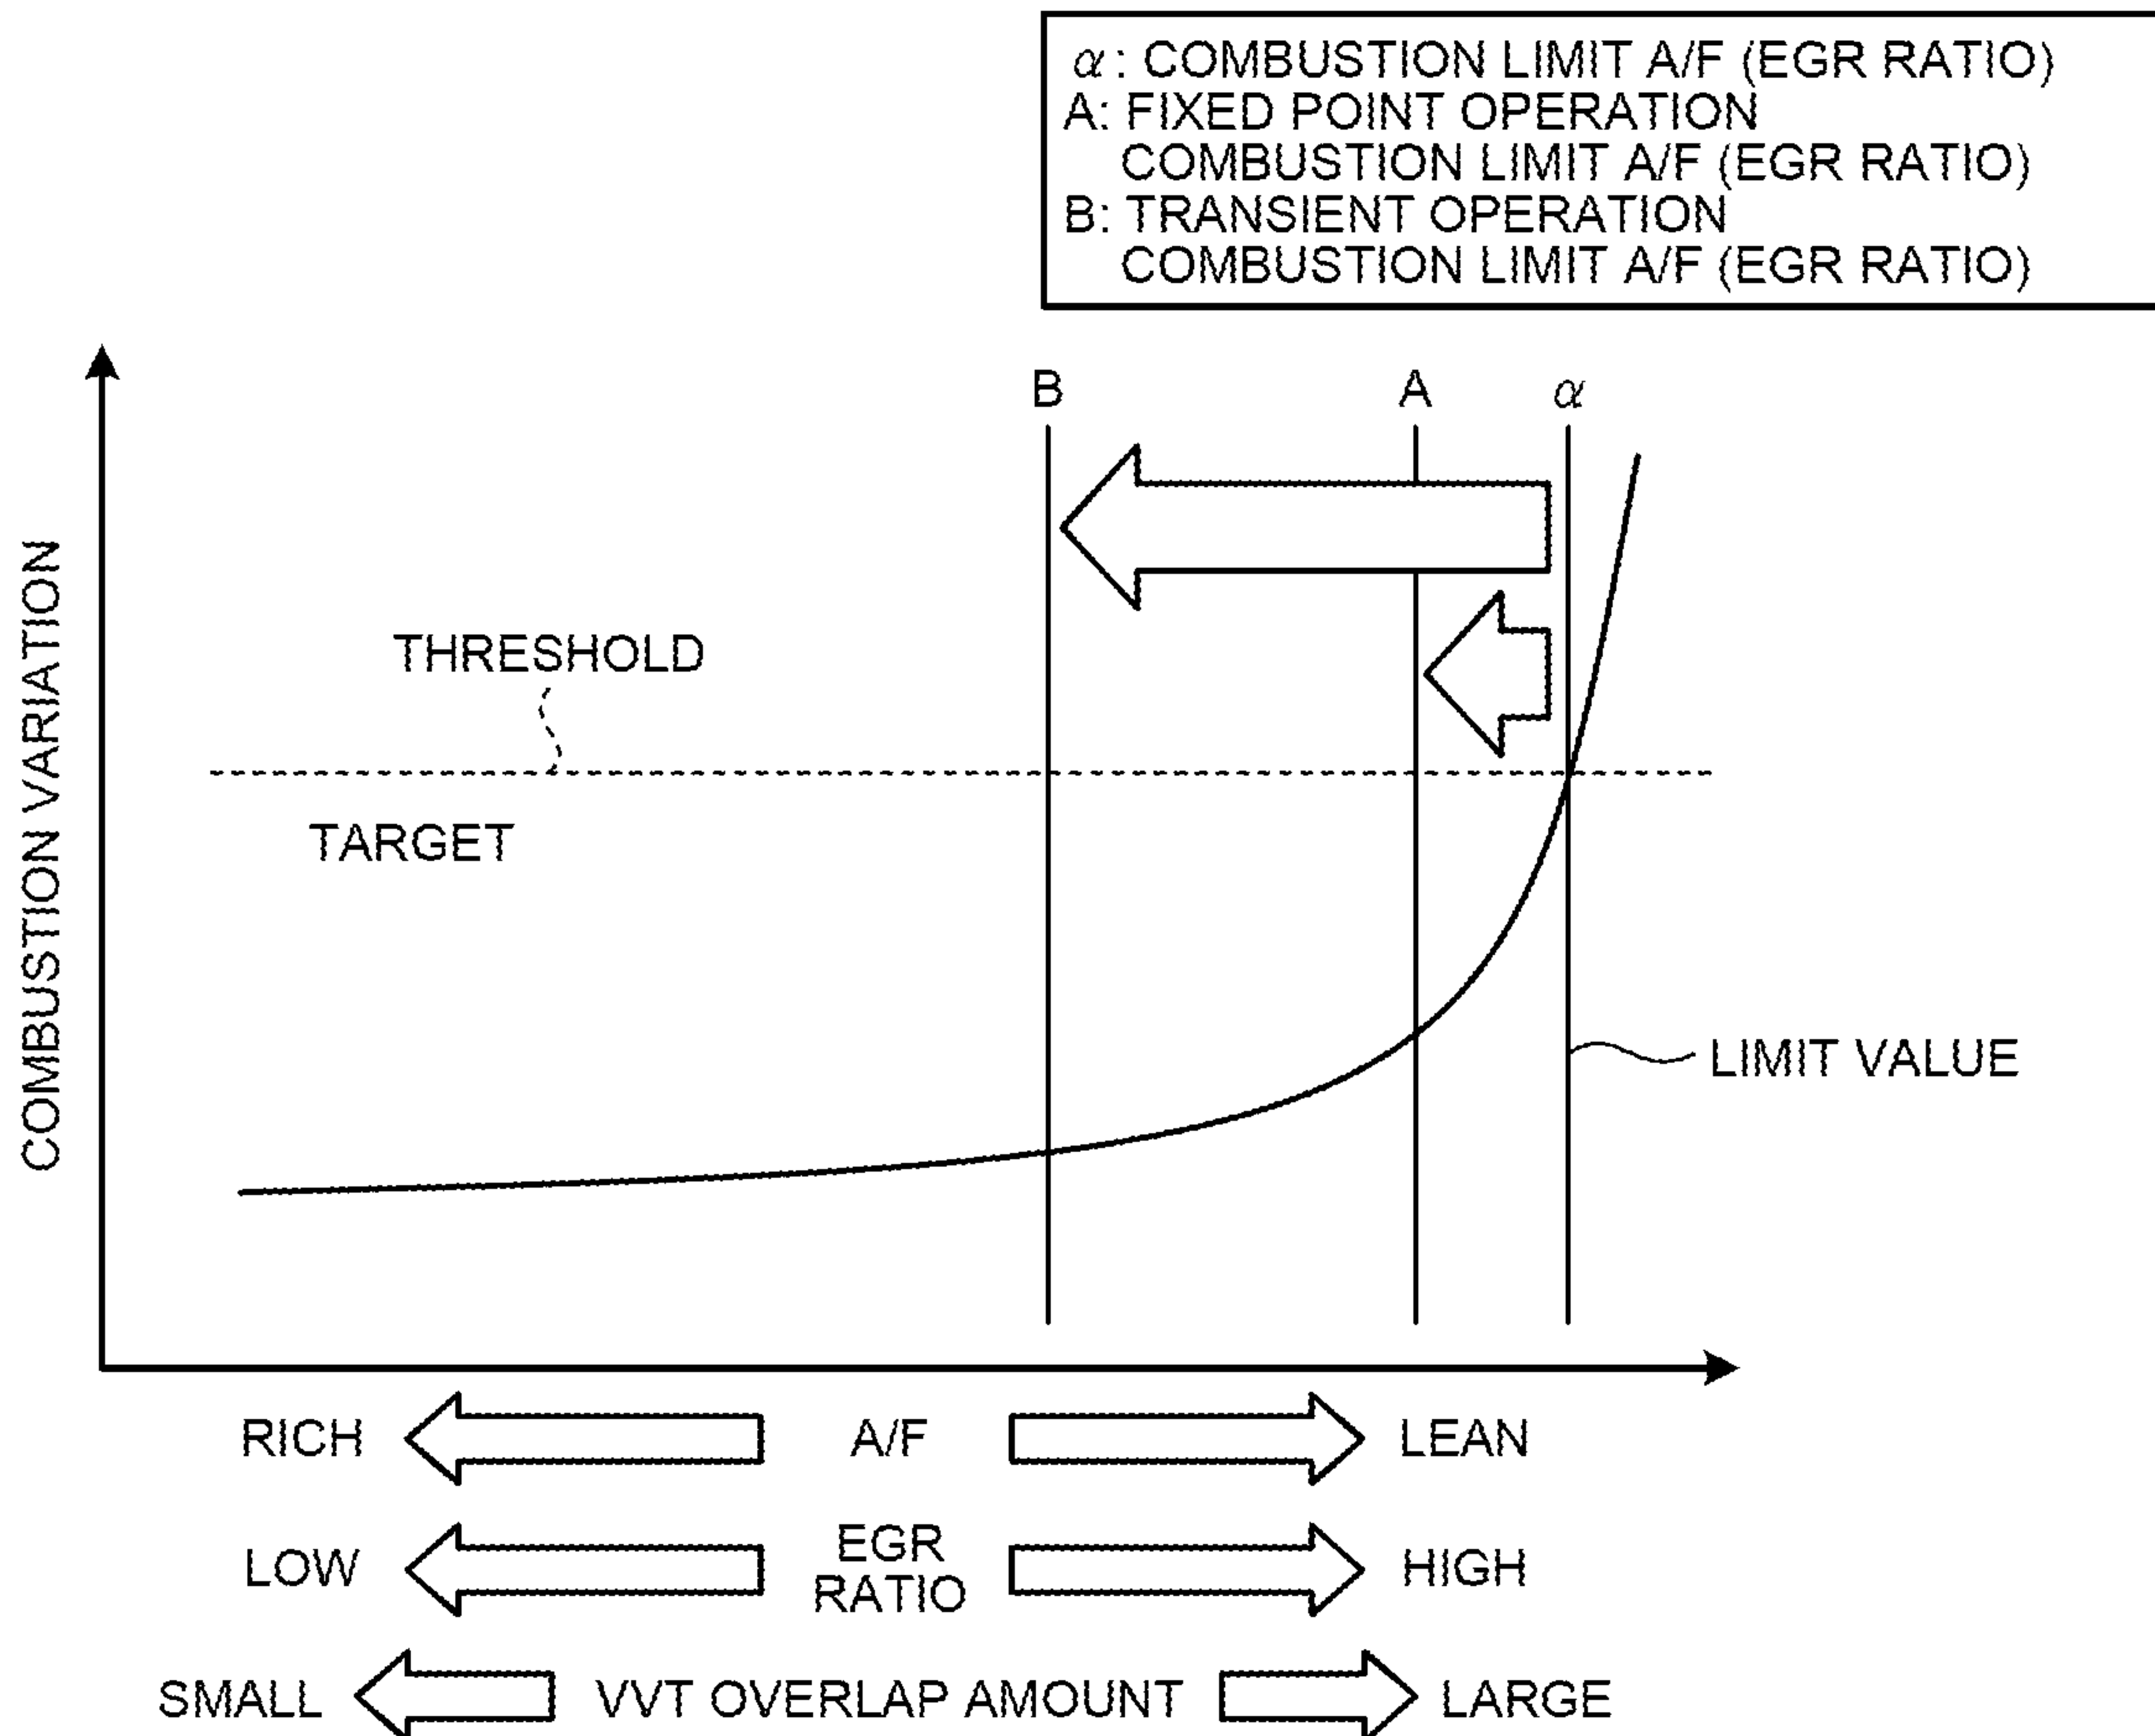 α: COMBUSTION LIMIT A/F (EGR RATIO)
A: FIXED POINT OPERATION
COMBUSTION LIMIT A/F (EGR RATIO)
B: TRANSIENT OPERATION
COMBUSTION LIMIT A/F (EGR RATIO)
B A α
THRESHOLD
TARGET
COMBUSTION VARIATION
LIMIT VALUE
RICH A/F LEAN
LOW EGR RATIO HIGH
SMALL VVT OVERLAP AMOUNT LARGE